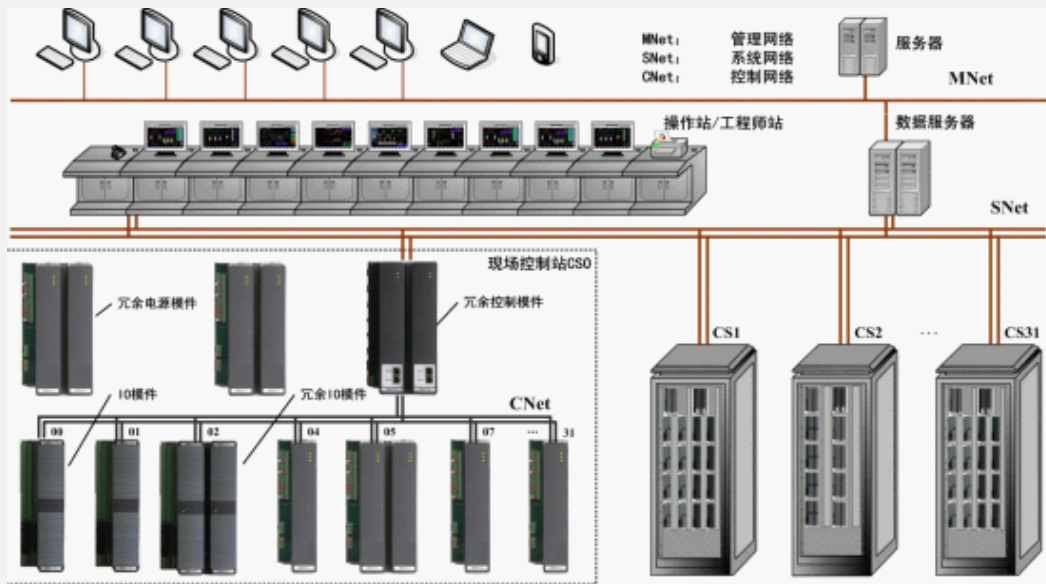 MNet: 管理网络
SNet: 系统网络
CNet: 控制网络
服务器
MNet
操作站/工程师站
数据服务器
SNet
现场控制站CS0
冗余电源模件
冗余控制模件
CS1
CS2
...
CS31
IO模件
冗余IO模件
CNet
00
01
02
04
05
07
...
31